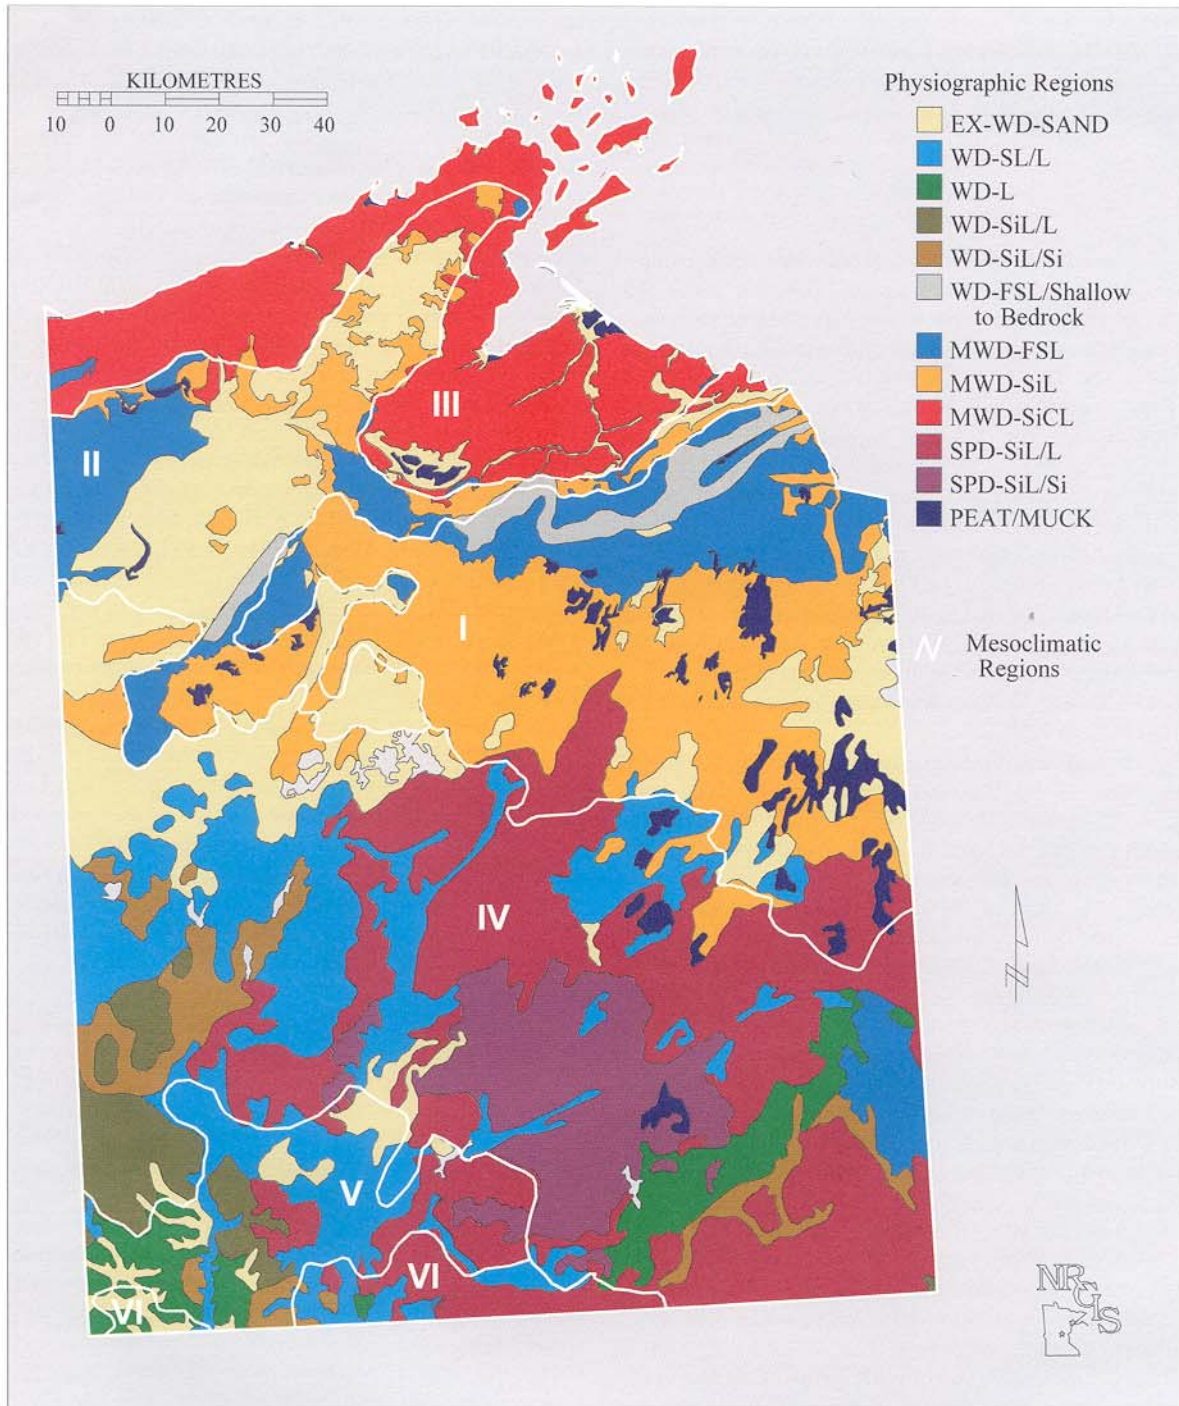 KILOMETRES
10 0 10 20 30 40
Physiographic Regions
EX-WD-SAND
WD-SL/L
WD-L
WD-SiL/L
WD-SiL/Si
WD-FSL/Shallow
to Bedrock
MWD-FSL
MWD-SiL
MWD-SiCL
SPD-SiL/L
SPD-SiL/Si
PEAT/MUCK
N Mesoclimatic
Regions
III
II
I
IV
V
VI
VI
N
NRGIS